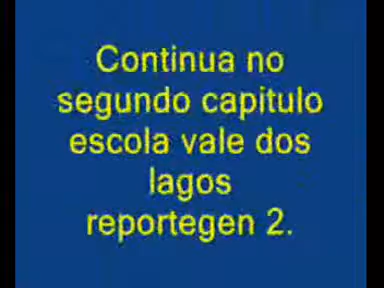 Continua no
segundo capitulo
escola vale dos
lagos
reportegen 2.